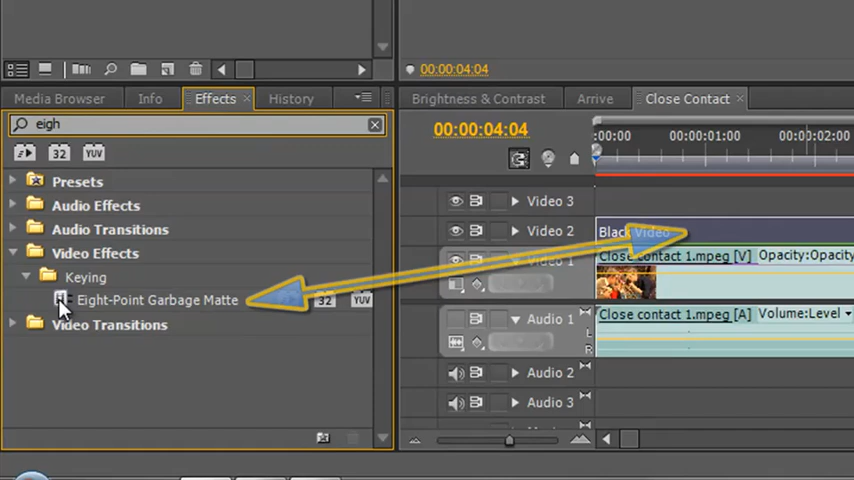 00:00:04:04
Media Browser Info Effects × History
eigh
32 YUV
Presets
Audio Effects
Audio Transitions
Video Effects
Keying
Eight-Point Garbage Matte 32 YUV
Video Transitions
Brightness & Contrast Arrive Close Contact ×
00:00:04:04
:00:00 00:00:01:00 00:00:02:00
Video 3
Video 2 Black Video
Video 1 Close contact 1.mpeg [V] Opacity:Opacity
Audio 1 Close contact 1.mpeg [A] Volume:Level
L
R
Audio 2
Audio 3